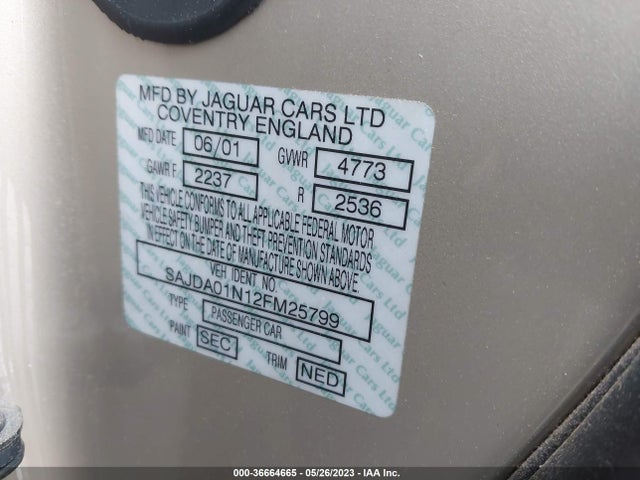 MFD BY JAGUAR CARS LTD
COVENTRY ENGLAND
MFD DATE 06/01 GVWR 4773
GAWR F 2237 R 2536
THIS VEHICLE CONFORMS TO ALL APPLICABLE FEDERAL MOTOR
VEHICLE SAFETY BUMPER AND THEFT PREVENTION STANDARDS
IN EFFECT ON THE DATE OF MANUFACTURE SHOWN ABOVE.
VEH IDENT NO.
SAJDA01N12FM25799
TYPE PASSENGER CAR
PAINT SEC TRIM NED
000-36664665 / 05/26/2023 - IAA Inc.